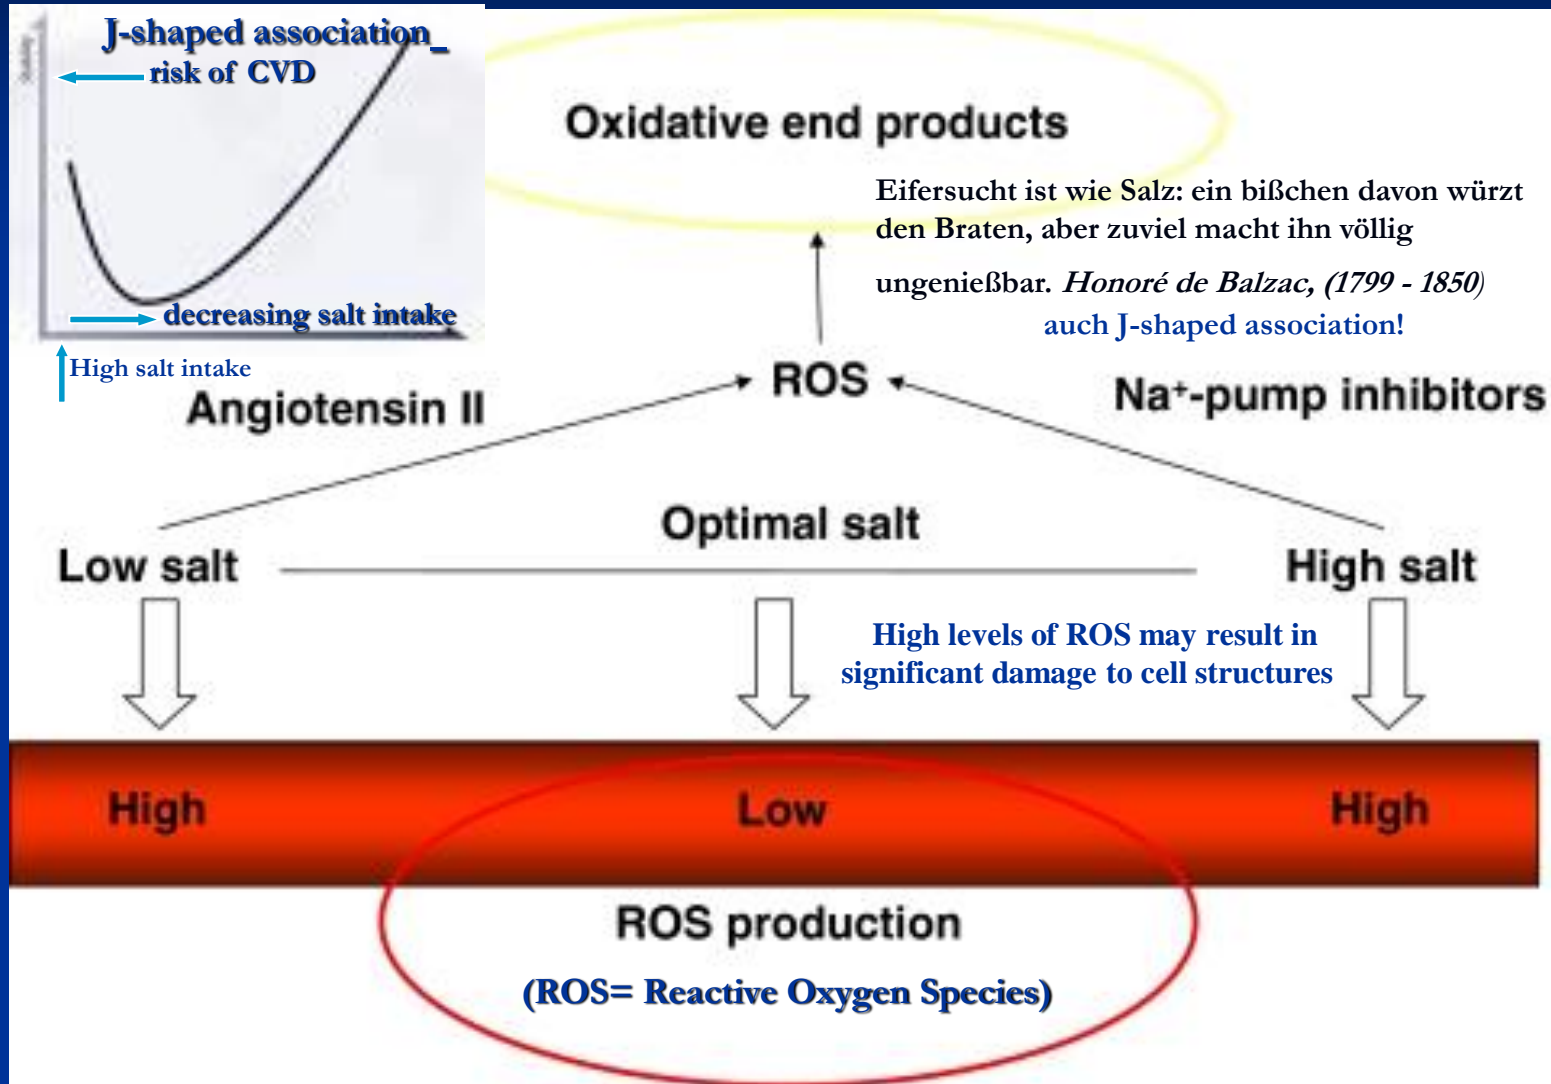 J-shaped association_
risk of CVD
decreasing salt intake
High salt intake
Oxidative end products
Eifersucht ist wie Salz: ein bißchen davon würzt
den Braten, aber zuviel macht ihn völlig
ungenießbar. Honoré de Balzac, (1799 - 1850)
auch J-shaped association!
ROS
Angiotensin II
Na⁺-pump inhibitors
Optimal salt
Low salt
High salt
High levels of ROS may result in
significant damage to cell structures
High
Low
High
ROS production
(ROS= Reactive Oxygen Species)